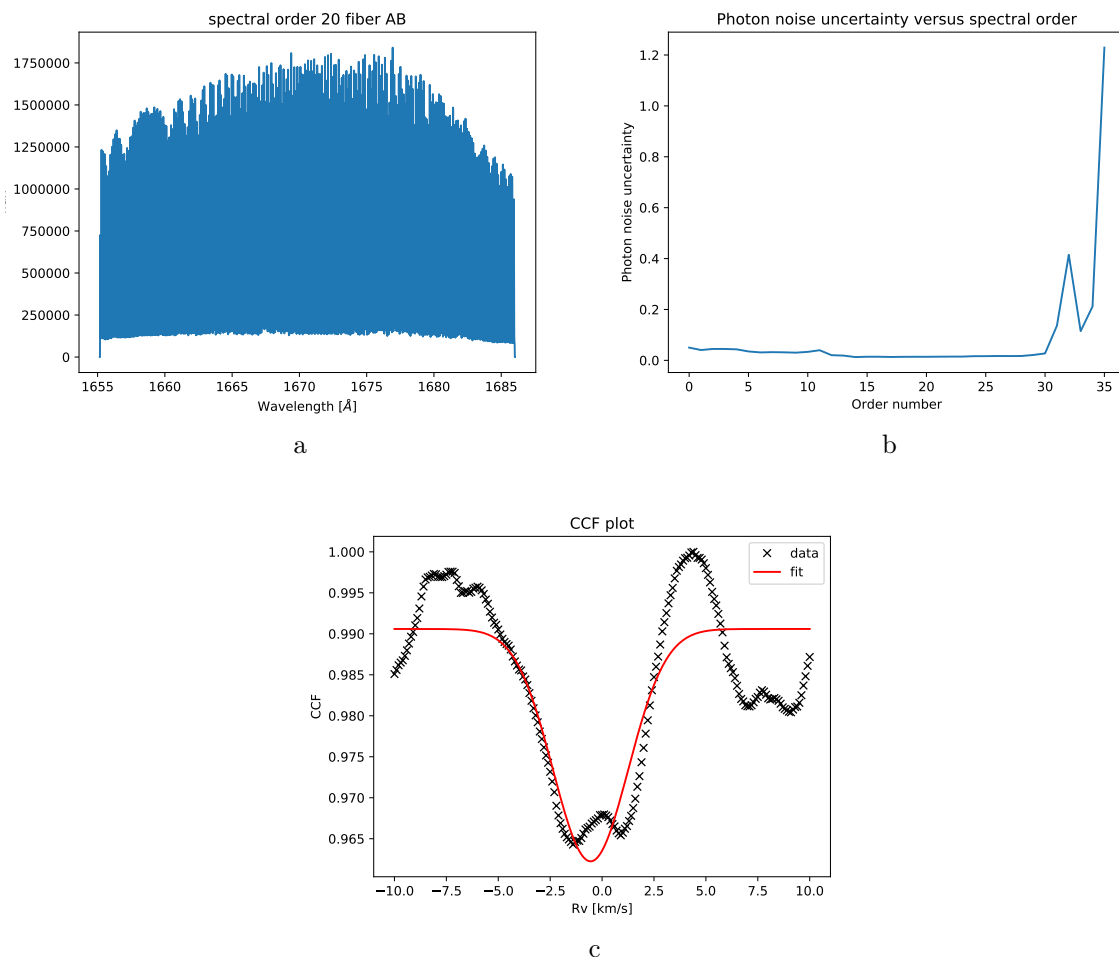 spectral order 20 fiber AB
1750000
1500000
1250000
1000000
750000
500000
250000
0
1655 1660 1665 1670 1675 1680 1685
Wavelength [Å]
a
Photon noise uncertainty versus spectral order
Photon noise uncertainty
1.2
1.0
0.8
0.6
0.4
0.2
0.0
0 5 10 15 20 25 30 35
Order number
b
CCF plot
CCF
1.000
0.995
0.990
0.985
0.980
0.975
0.970
0.965
data
fit
−10.0 −7.5 −5.0 −2.5 0.0 2.5 5.0 7.5 10.0
Rv [km/s]
c